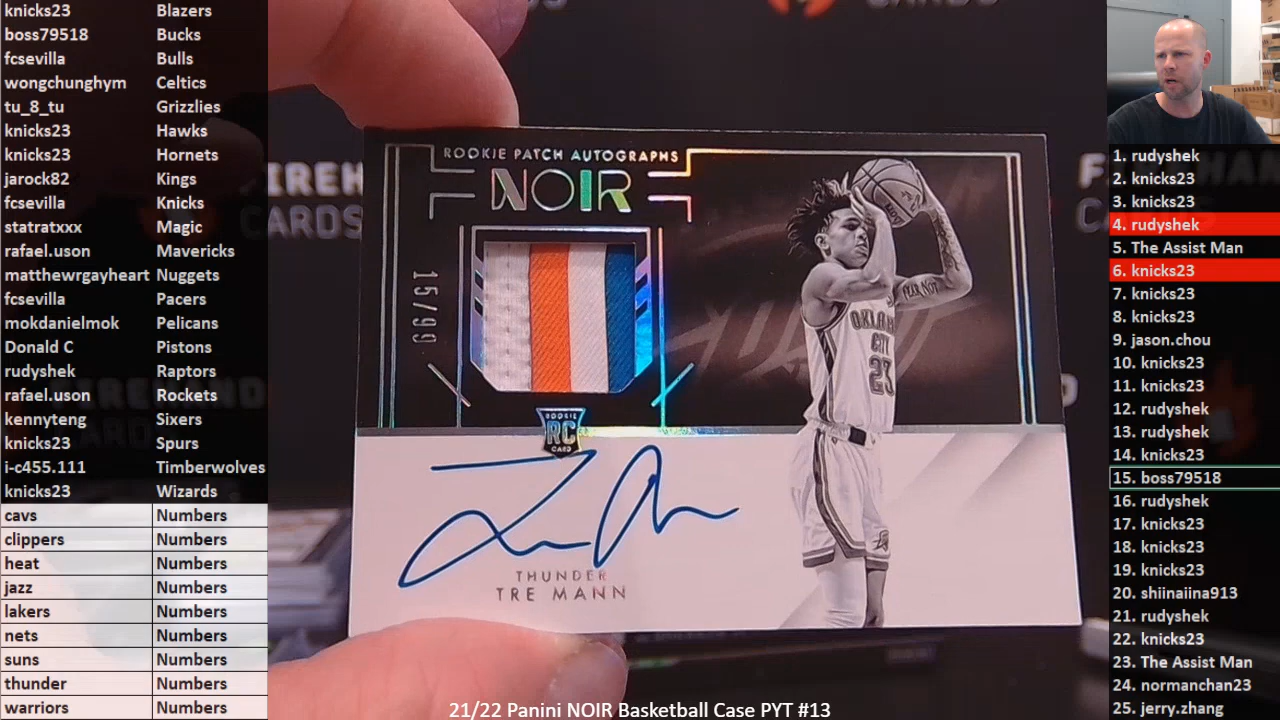 knicks23 Blazers
boss79518 Bucks
fcsevilla Bulls
wongchunghym Celtics
tu_8_tu Grizzlies
knicks23 Hawks
knicks23 Hornets
jarock82 Kings
fcsevilla Knicks
statratxxx Magic
rafael.uson Mavericks
matthewrgayheart Nuggets
fcsevilla Pacers
mokdanielmok Pelicans
Donald C Pistons
rudyshek Raptors
rafael.uson Rockets
kennyteng Sixers
knicks23 Spurs
i-c455.111 Timberwolves
knicks23 Wizards
cavs Numbers
clippers Numbers
heat Numbers
jazz Numbers
lakers Numbers
nets Numbers
suns Numbers
thunder Numbers
warriors Numbers
ROOKIE PATCH AUTOGRAPHS
NOIR
15/99
ROOKIE
RC
CARD
FEAR NOT
23
THUNDER
TRE MANN
CARDS
21/22 Panini NOIR Basketball Case PYT #13
1. rudyshek
2. knicks23
3. knicks23
4. rudyshek
5. The Assist Man
6. knicks23
7. knicks23
8. knicks23
9. jason.chou
10. knicks23
11. knicks23
12. rudyshek
13. rudyshek
14. knicks23
15. boss79518
16. rudyshek
17. knicks23
18. knicks23
19. knicks23
20. shiinaiina913
21. rudyshek
22. knicks23
23. The Assist Man
24. normanchan23
25. jerry.zhang